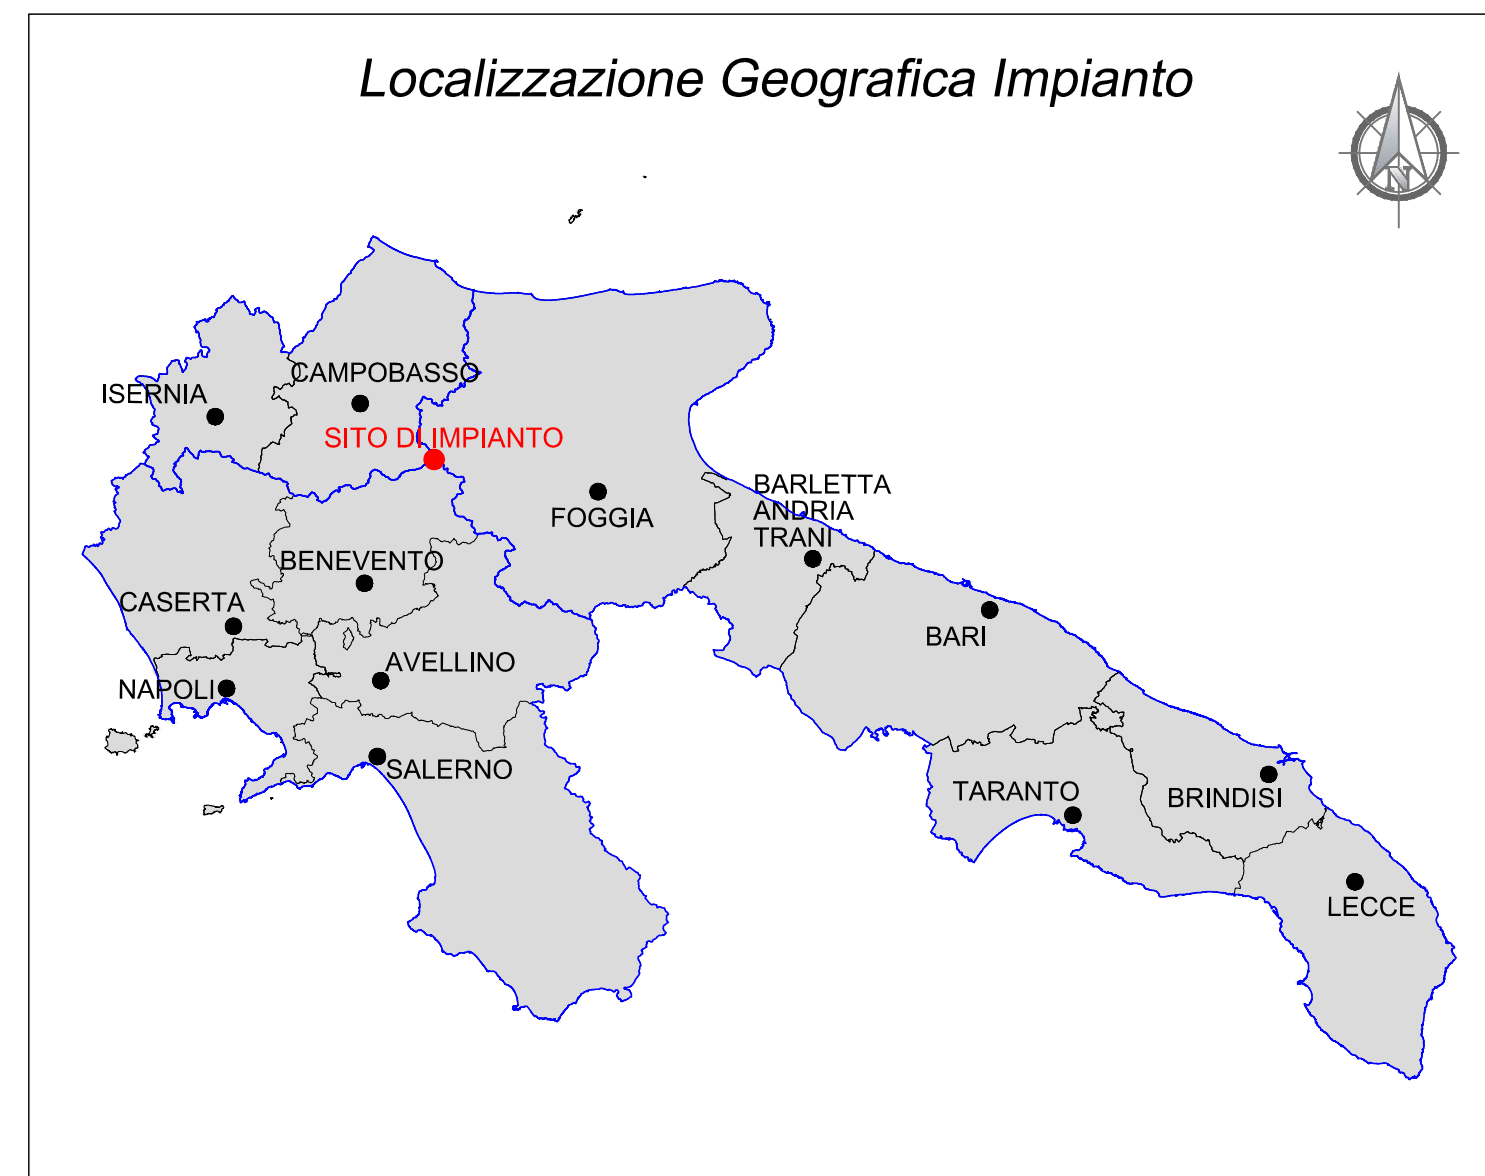 Localizzazione Geografica Impianto
N
CAMPOBASSO
ISERNIA
SITO DI IMPIANTO
BARLETTA
ANDRIA
TRANI
FOGGIA
BENEVENTO
CASERTA
BARI
AVELLINO
NAPOLI
SALERNO
TARANTO
BRINDISI
LECCE